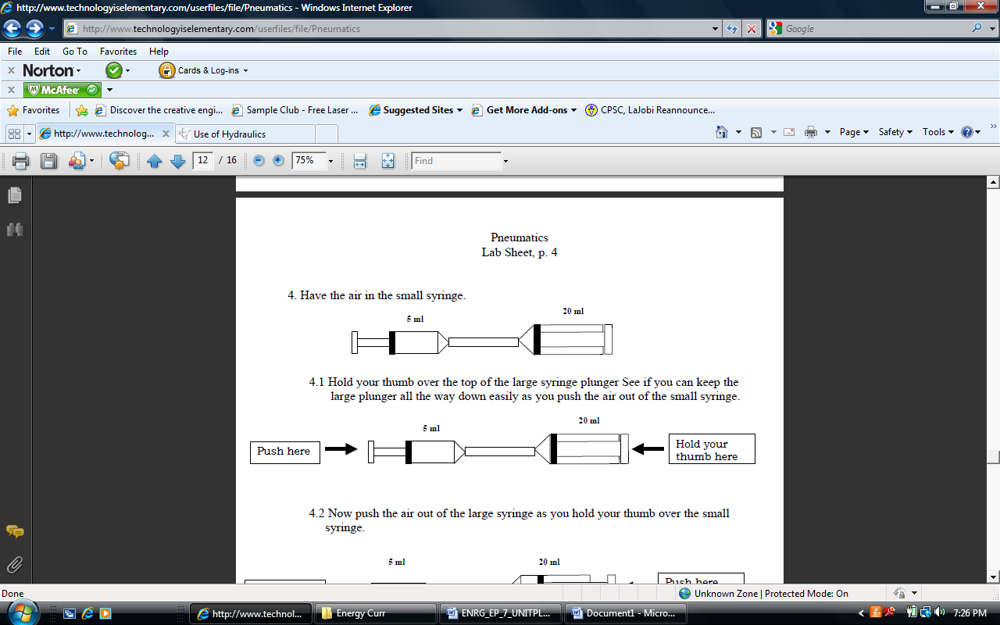 http://www.technologyiselementary.com/userfiles/file/Pneumatics - Windows Internet Explorer
http://www.technologyiselementary.com/userfiles/file/Pneumatics
Google
File Edit Go To Favorites Help
x Norton Cards & Log-ins
x McAfee
Favorites Discover the creative engi... Sample Club - Free Laser ... Suggested Sites Get More Add-ons CPSC, LaJobi Reannounce...
http://www.technolog... x Use of Hydraulics Page Safety Tools »
12 / 16 75% Find
Pneumatics
Lab Sheet, p. 4
4. Have the air in the small syringe.
5 ml 20 ml
4.1 Hold your thumb over the top of the large syringe plunger See if you can keep the
large plunger all the way down easily as you push the air out of the small syringe.
5 ml 20 ml
Push here
Hold your
thumb here
4.2 Now push the air out of the large syringe as you hold your thumb over the small
syringe.
5 ml 20 ml
Push here
Done Unknown Zone | Protected Mode: On
http://www.technol... Energy Curr ENRG_EP_7_UNITPL... Document1 - Micro... 7:26 PM